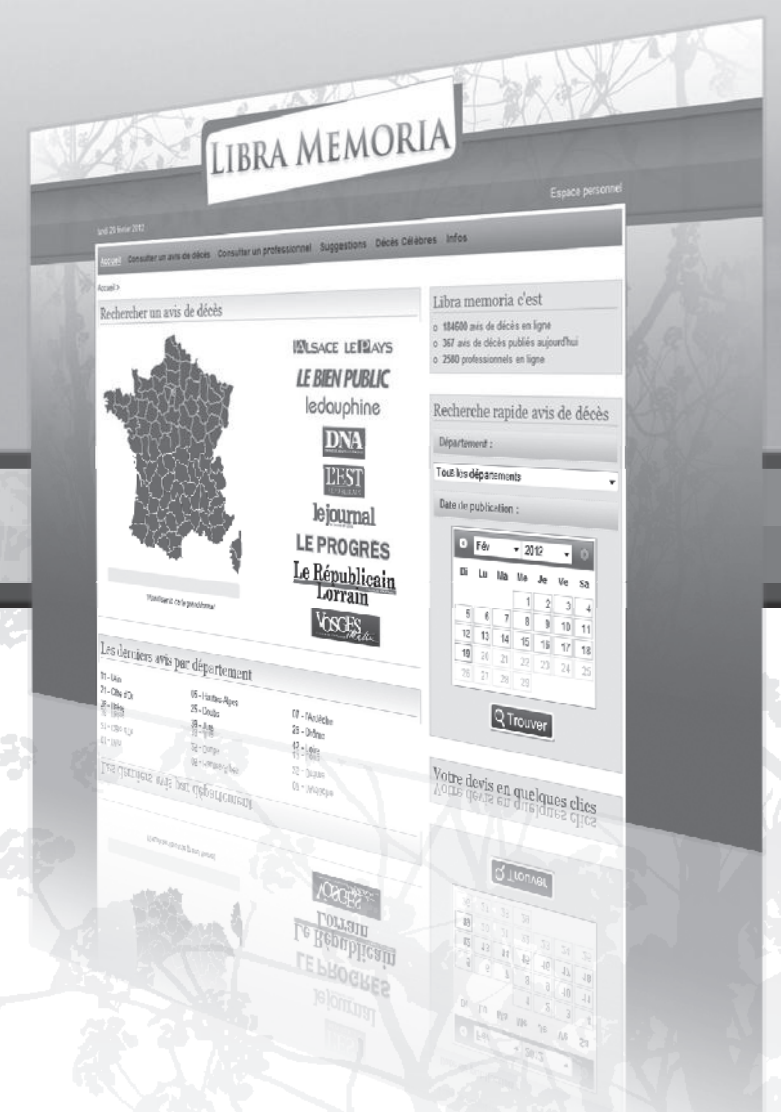 LIBRA MEMORIA
Espace personnel
lundi 20 février 2012
Accueil Consulter un avis de décès Consulter un professionnel Suggestions Décès Célèbres Infos
Accueil >
Rechercher un avis de décès
L'ALSACE LE PAYS
LE BIEN PUBLIC
ledauphine
DNA
L'EST
lejournal
LE PROGRES
Le Républicain
Lorrain
VOSGES
matin
Libra memoria c'est
184600 avis de décès en ligne
367 avis de décès publiés aujourd'hui
2580 professionnels en ligne
Recherche rapide avis de décès
Département :
Tous les départements
Date de publication :
Fév 2012
Di Lu Ma Me Je Ve Sa
1 2 3 4
5 6 7 8 9 10 11
12 13 14 15 16 17 18
19 20 21 22 23 24 25
26 27 28 29
Trouver
Les derniers avis par département
01 - l'Ain 05 - Hautes-Alpes 07 - l'Ardèche
21 - Côte d'Or 25 - Doubs 26 - Drôme
38 - Isère 39 - Jura 42 - Loire
Votre devis en quelques clics